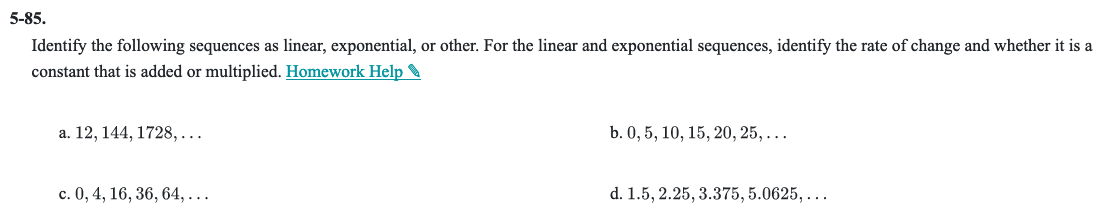 5-85.
Identify the following sequences as linear, exponential, or other. For the linear and exponential sequences, identify the rate of change and whether it is a
constant that is added or multiplied. Homework Help ✎
a. 12, 144, 1728, . . .
b. 0, 5, 10, 15, 20, 25, . . .
c. 0, 4, 16, 36, 64, . . .
d. 1.5, 2.25, 3.375, 5.0625, . . .